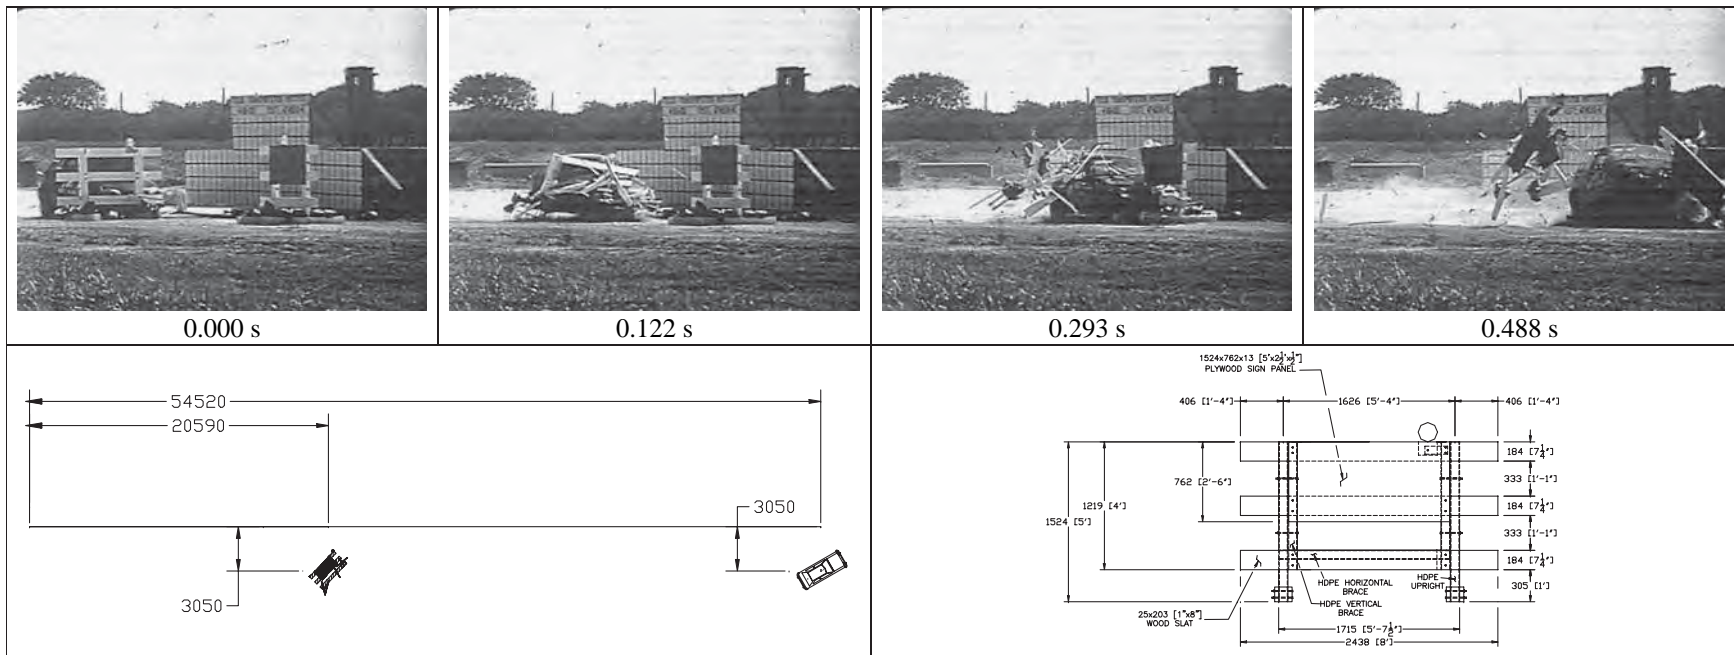 0.000 s
0.122 s
0.293 s
0.488 s
54520
20590
3050
3050
1524x762x13 [5'x2½'x½"]
PLYWOOD SIGN PANEL
406 [1'-4"]
1626 [5'-4"]
406 [1'-4"]
184 [7¼"]
333 [1'-1"]
762 [2'-6"]
1219 [4']
184 [7¼"]
1524 [5']
333 [1'-1"]
184 [7¼"]
HDPE HORIZONTAL
BRACE
HDPE
UPRIGHT
305 [1']
HDPE VERTICAL
BRACE
25x203 [1"x8"]
WOOD SLAT
1715 [5'-7½"]
2438 [8']